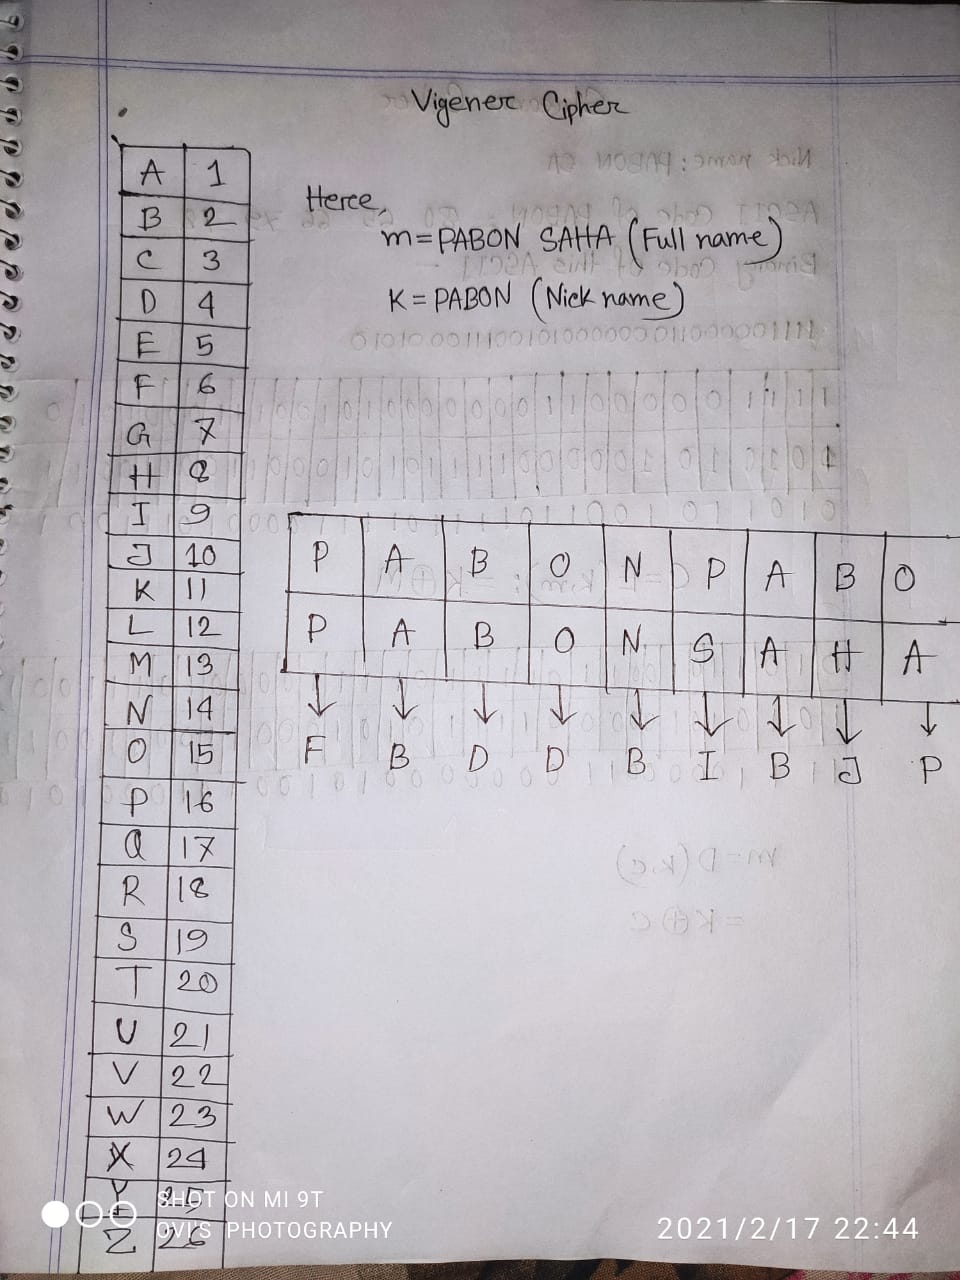 Vigener Cipher
A 1
B 2
C 3
D 4
E 5
F 6
G 7
H 8
I 9
J 10
K 11
L 12
M 13
N 14
O 15
P 16
Q 17
R 18
S 19
T 20
U 21
V 22
W 23
X 24
Y 25
Z 26
Here,
m=PABON SAHA (Full name)
K=PABON (Nick name)
P A B O N P A B O
P A B O N S A H A
↓ ↓ ↓ ↓ ↓ ↓ ↓ ↓ ↓
F B D D B I B J P
SHOT ON MI 9T
OVIS PHOTOGRAPHY
2021/2/17 22:44